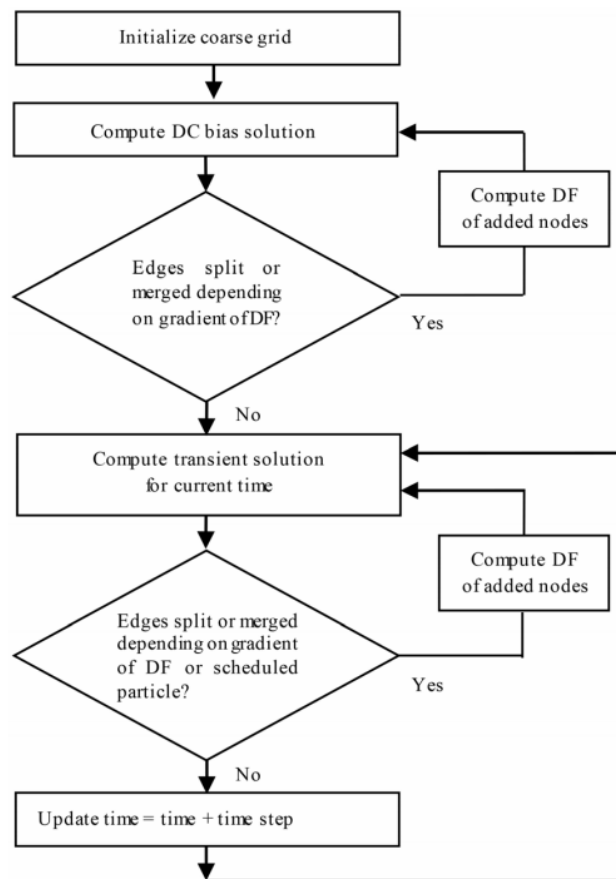 Initialize coarse grid
Compute DC bias solution
Compute DF
of added nodes
Edges split or
merged depending
on gradient of DF?
Yes
No
Compute transient solution
for current time
Compute DF
of added nodes
Edges split or merged
depending on gradient
of DF or scheduled
particle?
Yes
No
Update time = time + time step